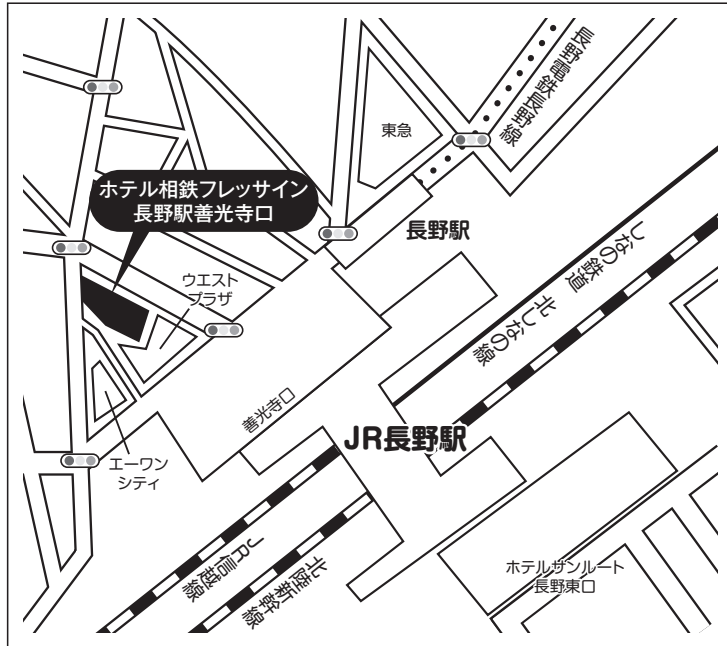 長野電鉄長野線
東急
ホテル相鉄フレッサイン
長野駅善光寺口
長野駅
ウエスト
プラザ
しなの鉄道
北しなの線
善光寺口
JR長野駅
エーワン
シティ
JR信越線
北陸新幹線
ホテルサンルート
長野東口